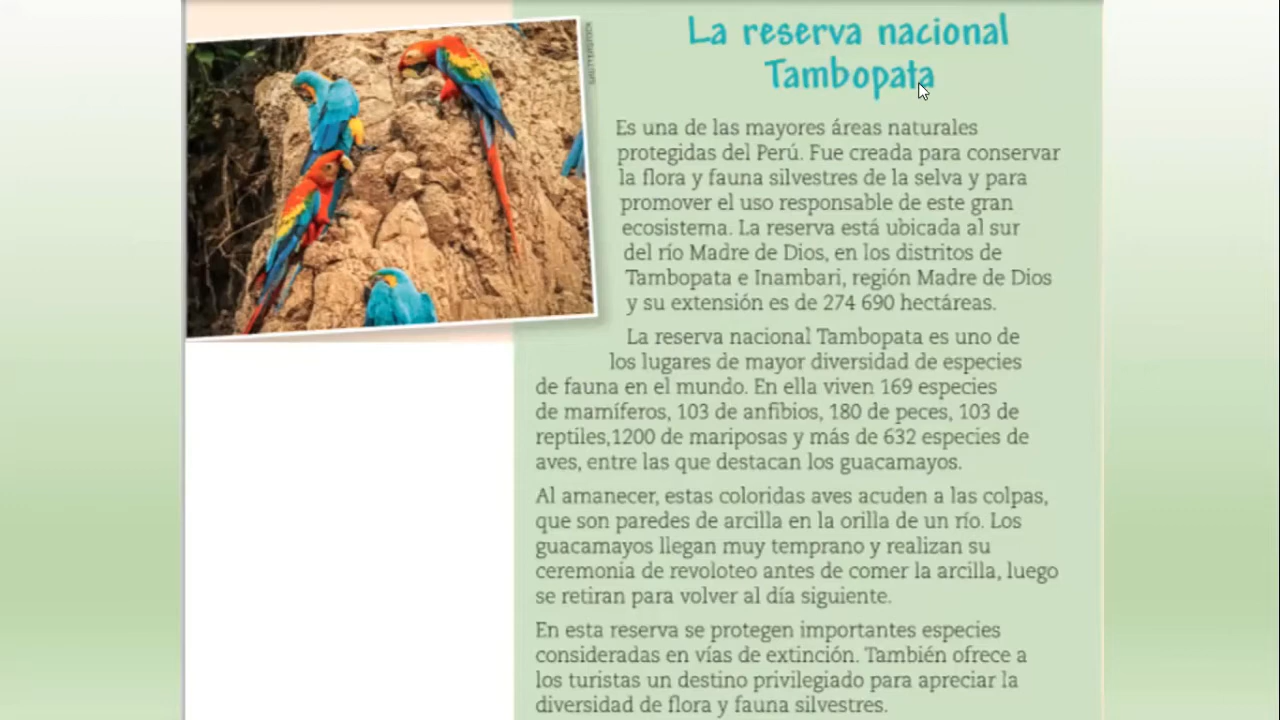 La reserva nacional
Tambopata
Es una de las mayores áreas naturales
protegidas del Perú. Fue creada para conservar
la flora y fauna silvestres de la selva y para
promover el uso responsable de este gran
ecosistema. La reserva está ubicada al sur
del río Madre de Dios, en los distritos de
Tambopata e Inambari, región Madre de Dios
y su extensión es de 274 690 hectáreas.
La reserva nacional Tambopata es uno de
los lugares de mayor diversidad de especies
de fauna en el mundo. En ella viven 169 especies
de mamíferos, 103 de anfibios, 180 de peces, 103 de
reptiles,1200 de mariposas y más de 632 especies de
aves, entre las que destacan los guacamayos.
Al amanecer, estas coloridas aves acuden a las colpas,
que son paredes de arcilla en la orilla de un río. Los
guacamayos llegan muy temprano y realizan su
ceremonia de revoloteo antes de comer la arcilla, luego
se retiran para volver al día siguiente.
En esta reserva se protegen importantes especies
consideradas en vías de extinción. También ofrece a
los turistas un destino privilegiado para apreciar la
diversidad de flora y fauna silvestres.